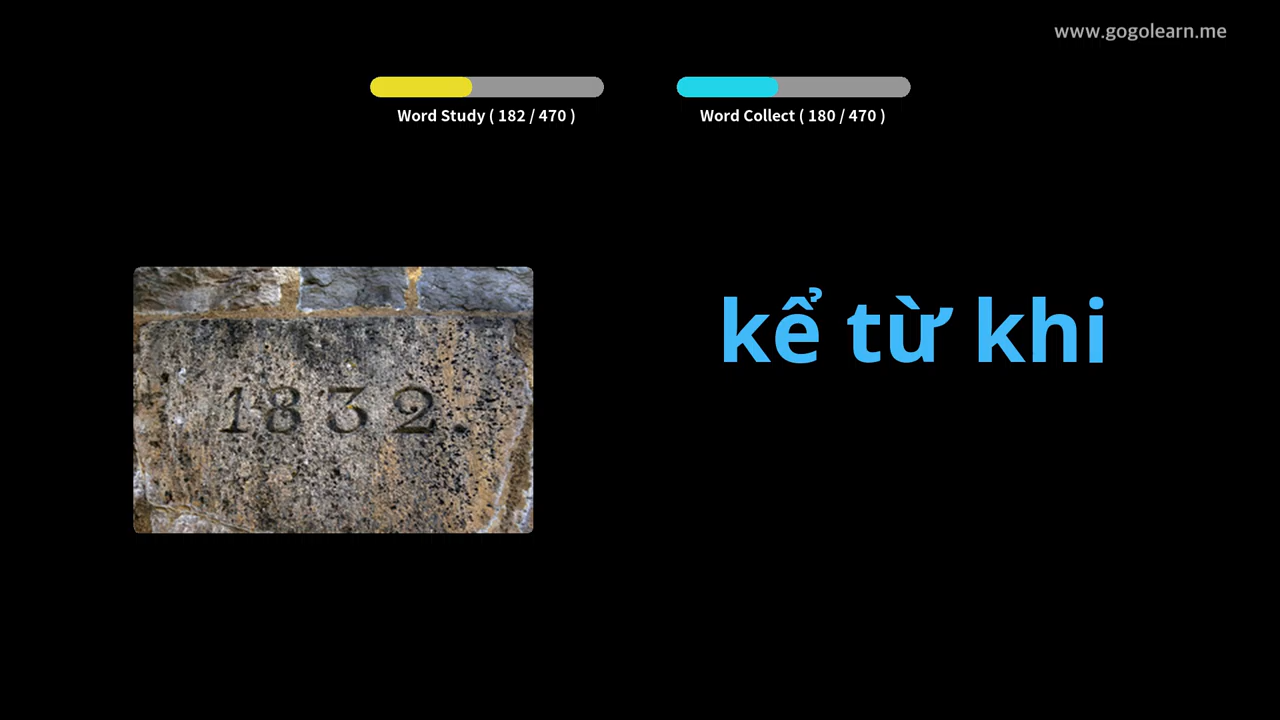 www.gogolearn.me
Word Study ( 182 / 470 )
Word Collect ( 180 / 470 )
1832.
kể từ khi